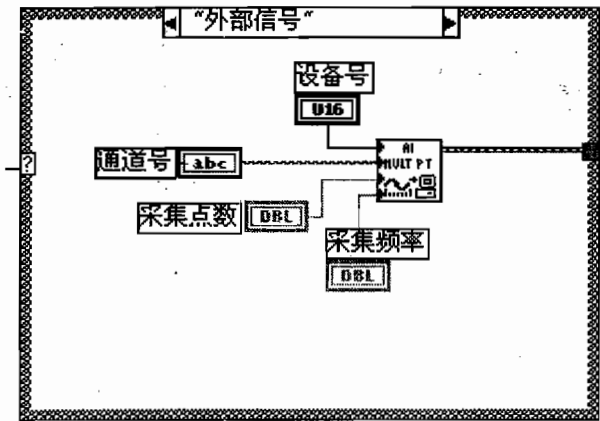 "外部信号"
设备号
U16
?
通道号
abc
AI
MULT PT
采集点数
DBL
采集频率
DBL